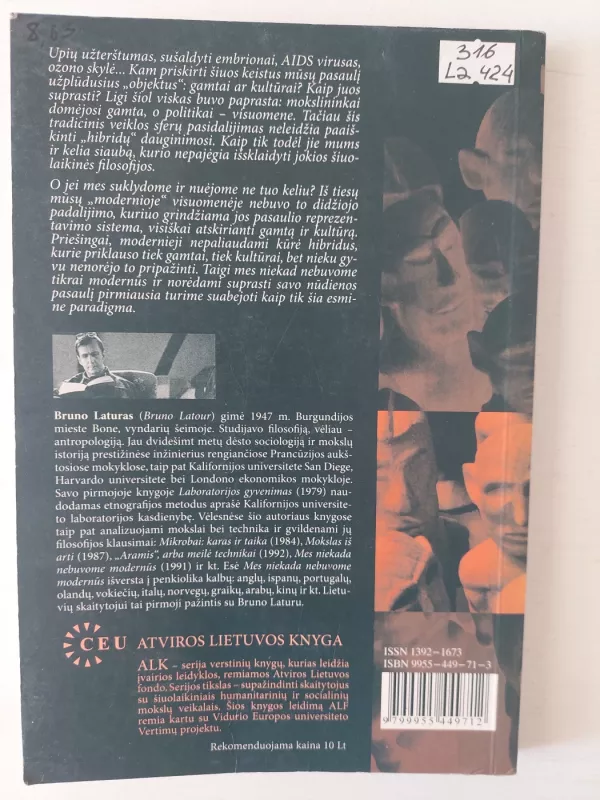 8,63
316
La 424
Upių užterštumas, sušaldyti embrionai, AIDS virusas,
ozono skylė... Kam priskirti šiuos keistus mūsų pasaulį
užplūdusius „objektus“: gamtai ar kultūrai? Kaip juos
suprasti? Ligi šiol viskas buvo paprasta: mokslininkai
domėjosi gamta, o politikai – visuomene. Tačiau šis
tradicinis veiklos sferų pasidalijimas neleidžia paaiš-
kinti „hibridų“ dauginimosi. Kaip tik todėl jie mums
ir kelia siaubą, kurio nepajėgia išsklaidyti jokios šiuo-
laikinės filosofijos.
O jei mes suklydome ir nuėjome ne tuo keliu? Iš tiesų
mūsų „modernioje“ visuomenėje nebuvo to didžiojo
padalijimo, kuriuo grindžiama jos pasaulio reprezen-
tavimo sistema, visiškai atskirianti gamtą ir kultūrą.
Priešingai, modernieji nepaliaudami kūrė hibridus,
kurie priklauso tiek gamtai, tiek kultūrai, bet nieku gy-
vu nenorėjo to pripažinti. Taigi mes niekad nebuvome
tikrai modernūs ir norėdami suprasti savo nūdienos
pasaulį pirmiausia turime suabejoti kaip tik šia esmi-
ne paradigma.
Bruno Laturas (Bruno Latour) gimė 1947 m. Burgundijos
mieste Bone, vyndarių šeimoje. Studijavo filosofiją, vėliau –
antropologiją. Jau dvidešimt metų dėsto sociologiją ir mokslų
istoriją prestižinėse inžinierius rengiančiose Prancūzijos aukš-
tosiose mokyklose, taip pat Kalifornijos universitete San Diege,
Harvardo universitete bei Londono ekonomikos mokykloje.
Savo pirmojoje knygoje Laboratorijos gyvenimas (1979) nau-
dodamas etnografijos metodus aprašė Kalifornijos universite-
to laboratorijos kasdienybę. Vėlesnėse šio autoriaus knygose
taip pat analizuojami mokslai bei technika ir gvildenami jų
filosofijos klausimai: Mikrobai: karas ir taika (1984), Mokslas iš
arti (1987), „Aramis“, arba meilė technikai (1992), Mes niekada
nebuvome modernūs (1991) ir kt. Esė Mes niekada nebuvome
modernūs išversta į penkiolika kalbų: anglų, ispanų, portugalų,
olandų, vokiečių, italų, norvegų, graikų, arabų, kinų ir kt. Lietu-
vių skaitytojui tai pirmoji pažintis su Bruno Laturu.
CEU ATVIROS LIETUVOS KNYGA
ALK – serija verstinių knygų, kurias leidžia
įvairios leidyklos, remiamos Atviros Lietuvos
fondo. Serijos tikslas – supažindinti skaitytojus
su šiuolaikiniais humanitarinių ir socialinių
mokslų veikalais. Šios knygos leidimą ALF
remia kartu su Vidurio Europos universiteto
Vertimų projektu.
Rekomenduojama kaina 10 Lt
ISSN 1392–1673
ISBN 9955–449–71–3
9 799955 449712